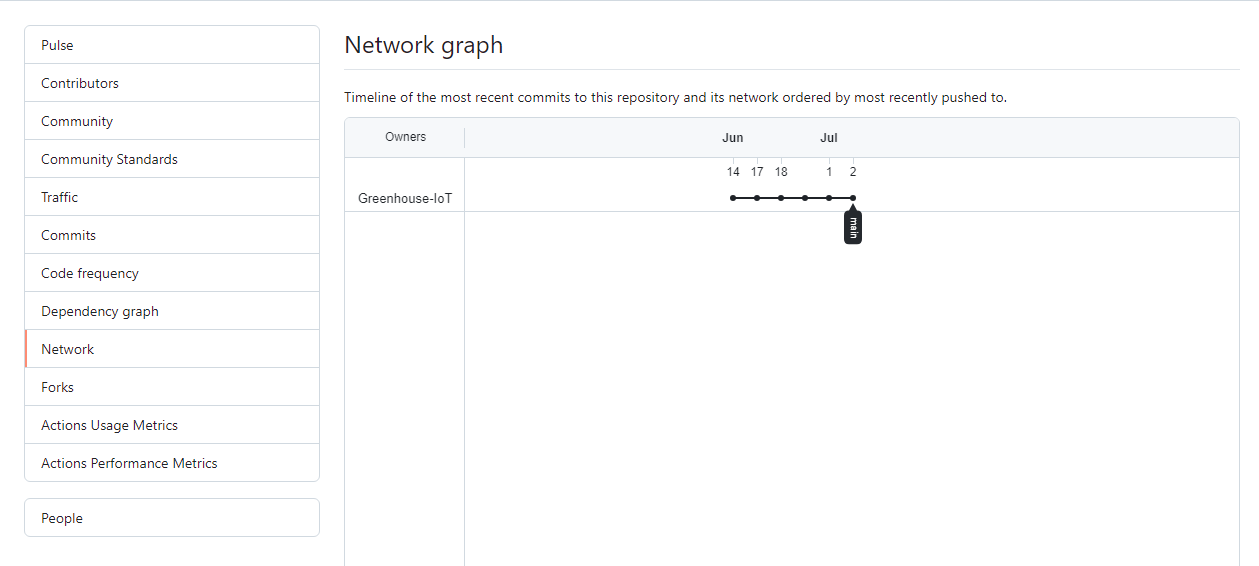 Pulse
Contributors
Community
Community Standards
Traffic
Commits
Code frequency
Dependency graph
Network
Forks
Actions Usage Metrics
Actions Performance Metrics
People
Network graph
Timeline of the most recent commits to this repository and its network ordered by most recently pushed to.
Owners Jun Jul
14 17 18 1 2
Greenhouse-IoT
main